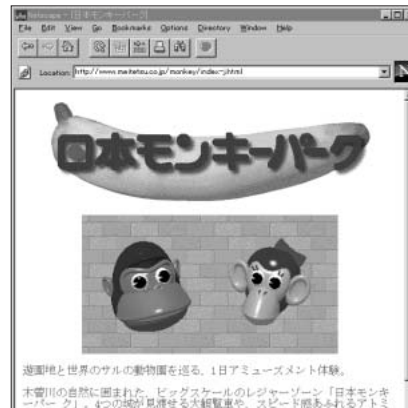 Netscape - [日本モンキーパーク]
File Edit View Go Bookmarks Options Directory Window Help
Location: http://www.meitetsu.co.jp/monkey/index-j.html
N
日本モンキーパーク
遊園地と世界のサルの動物園を巡る、1日アミューズメント体験。
木曽川の自然に囲まれた、ビッグスケールのレジャーゾーン「日本モンキ
ーパーク」。4つの城が見渡せる大観覧車や、スピード感あふれるアトミ